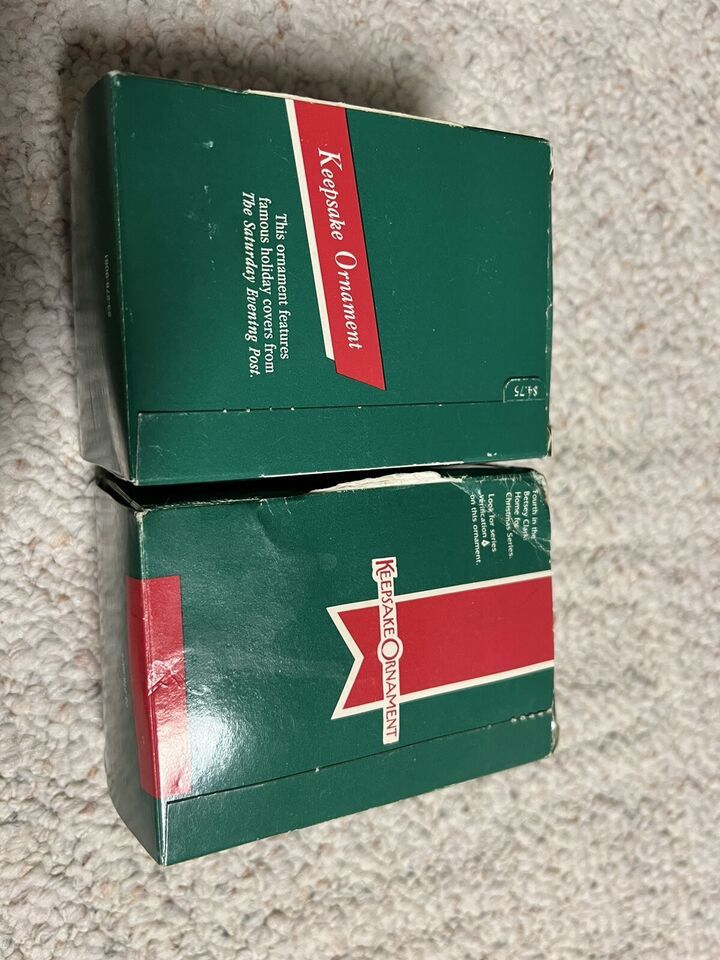 Keepsake Ornament
This ornament features
famous holiday covers from
The Saturday Evening Post.
$4.75
Fourth in the
Betsey Clark:
Home for
Christmas Series.
Look for series
verification
on this ornament.
KEEPSAKE ORNAMENT